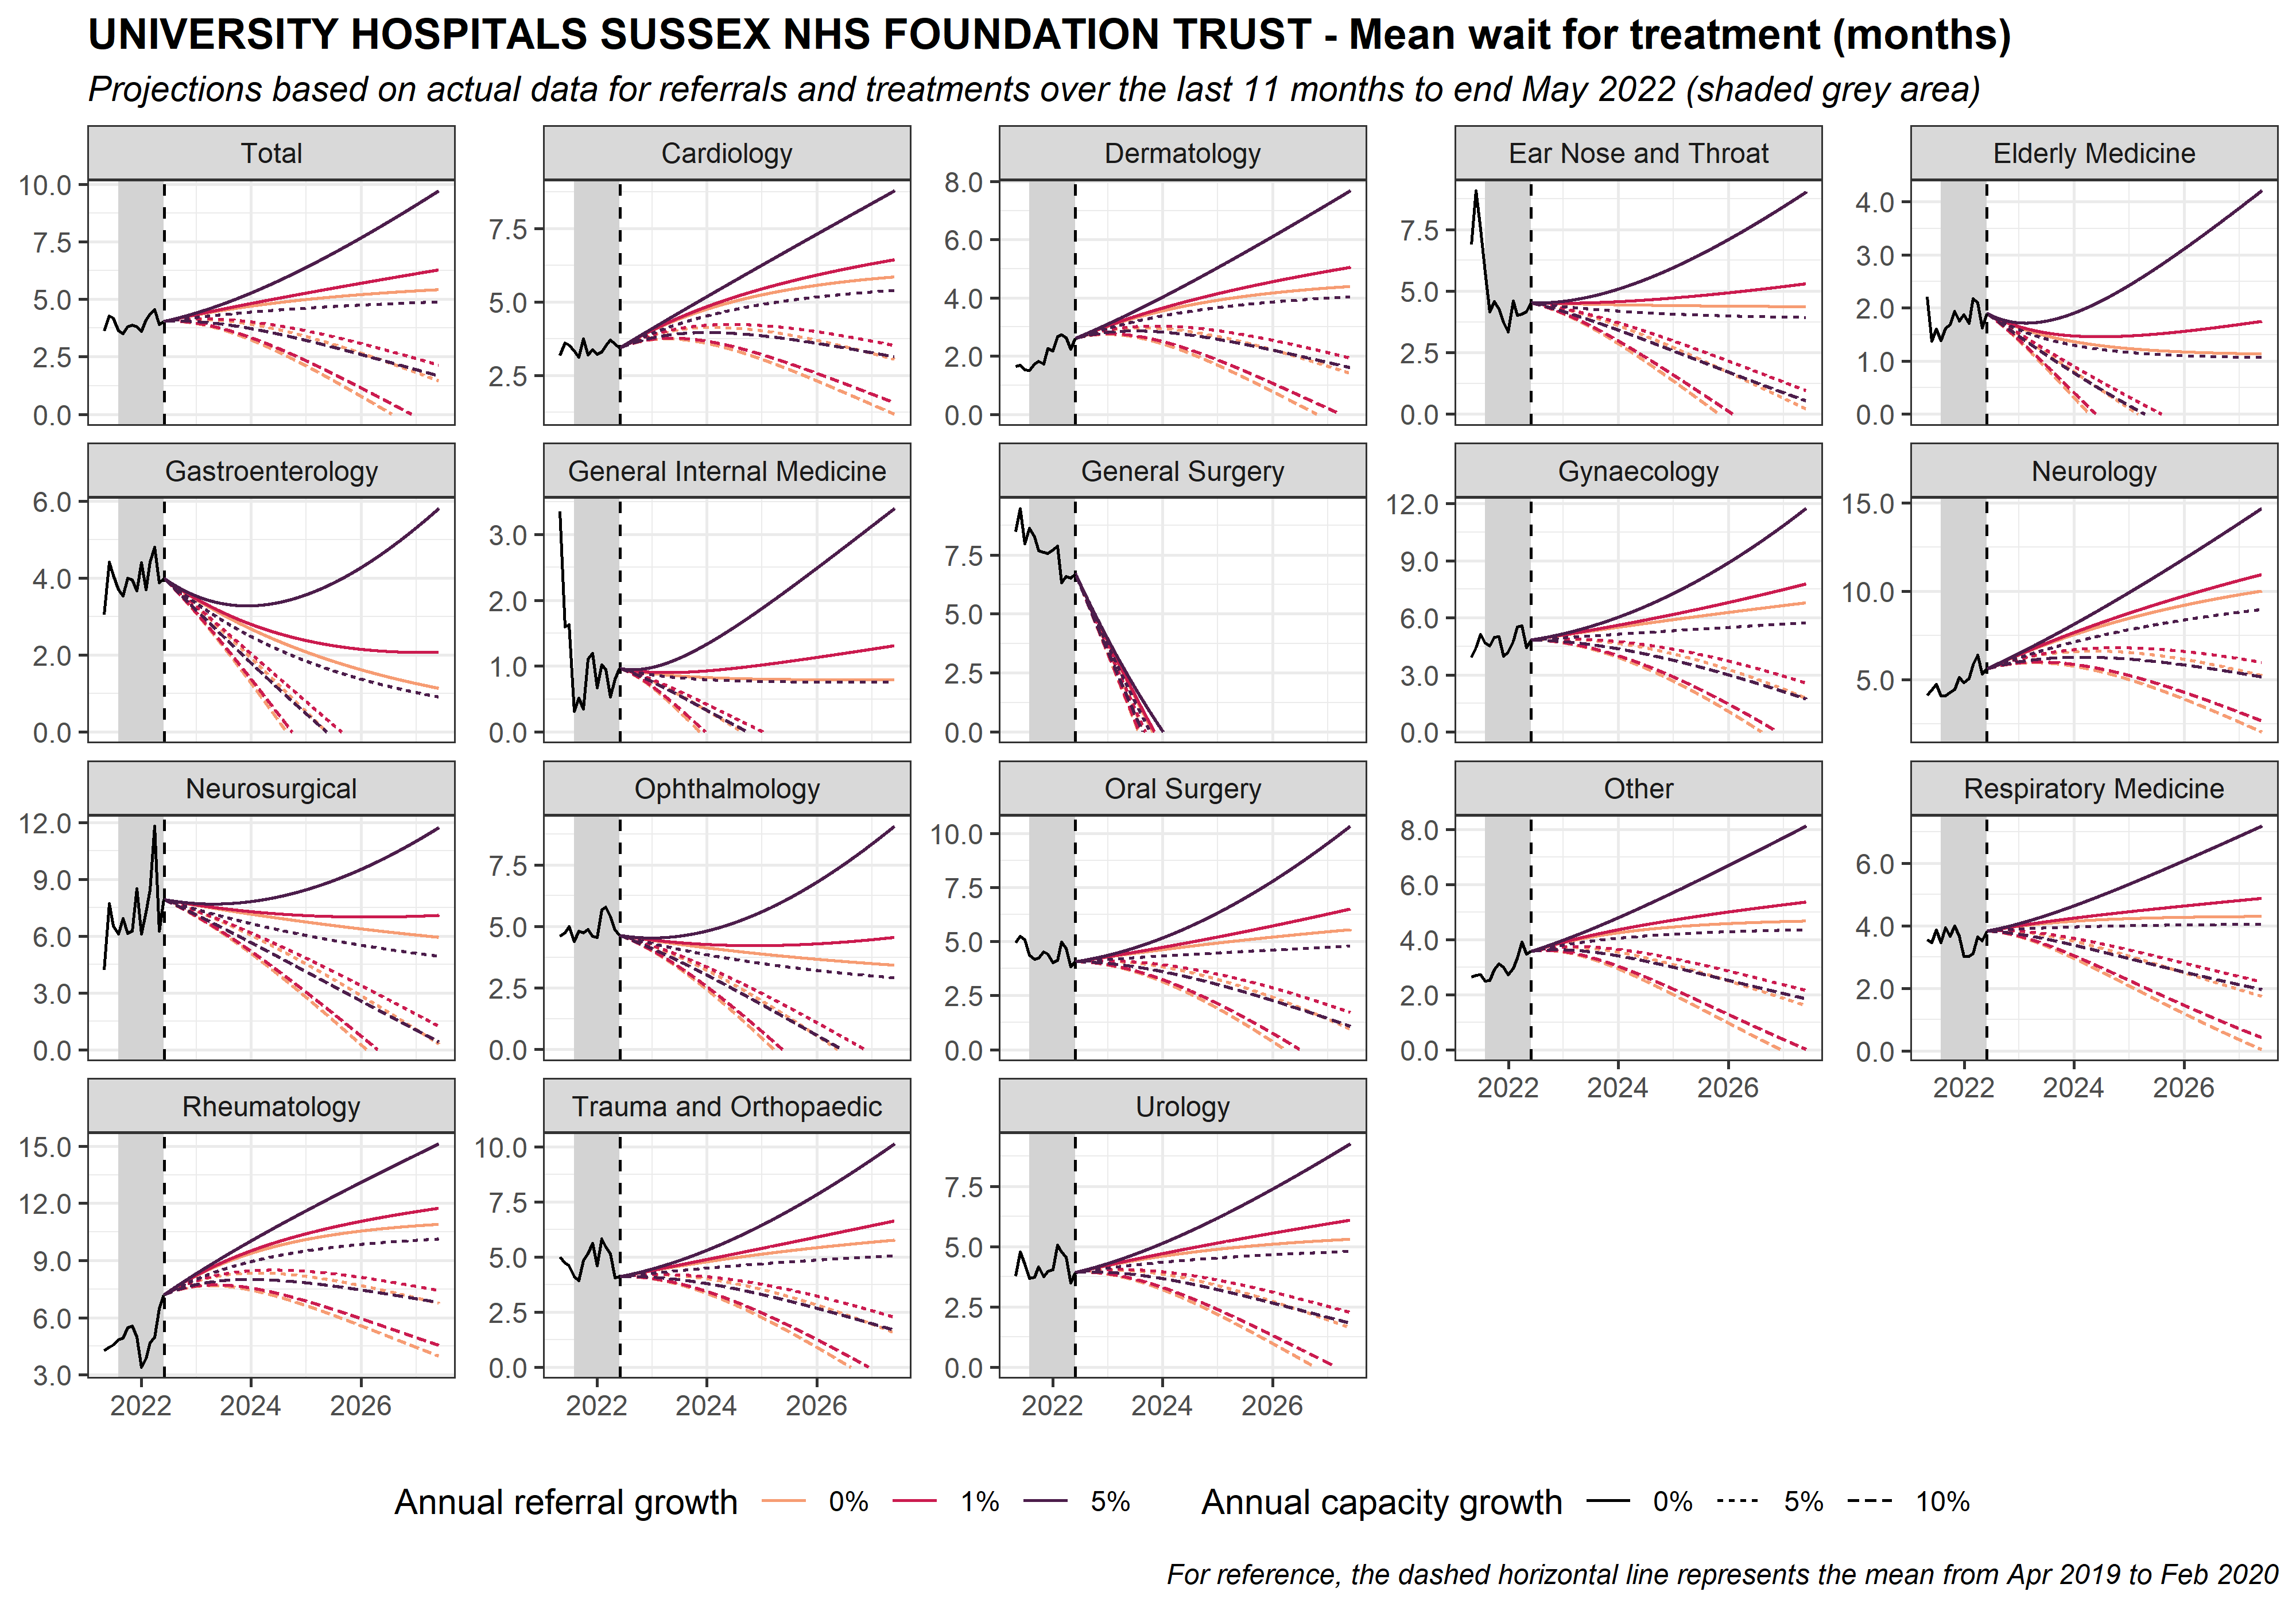 UNIVERSITY HOSPITALS SUSSEX NHS FOUNDATION TRUST - Mean wait for treatment (months)
Projections based on actual data for referrals and treatments over the last 11 months to end May 2022 (shaded grey area)
Total
10.0
7.5
5.0
2.5
0.0
Cardiology
7.5
5.0
2.5
Dermatology
8.0
6.0
4.0
2.0
0.0
Ear Nose and Throat
7.5
5.0
2.5
0.0
Elderly Medicine
4.0
3.0
2.0
1.0
0.0
Gastroenterology
6.0
4.0
2.0
0.0
General Internal Medicine
3.0
2.0
1.0
0.0
General Surgery
7.5
5.0
2.5
0.0
Gynaecology
12.0
9.0
6.0
3.0
0.0
Neurology
15.0
10.0
5.0
Neurosurgical
12.0
9.0
6.0
3.0
0.0
Ophthalmology
7.5
5.0
2.5
0.0
Oral Surgery
10.0
7.5
5.0
2.5
0.0
Other
8.0
6.0
4.0
2.0
0.0
2022 2024 2026
Respiratory Medicine
6.0
4.0
2.0
0.0
2022 2024 2026
Rheumatology
15.0
12.0
9.0
6.0
3.0
2022 2024 2026
Trauma and Orthopaedic
10.0
7.5
5.0
2.5
0.0
2022 2024 2026
Urology
7.5
5.0
2.5
0.0
2022 2024 2026
Annual referral growth 0% 1% 5% Annual capacity growth 0% 5% 10%
For reference, the dashed horizontal line represents the mean from Apr 2019 to Feb 2020